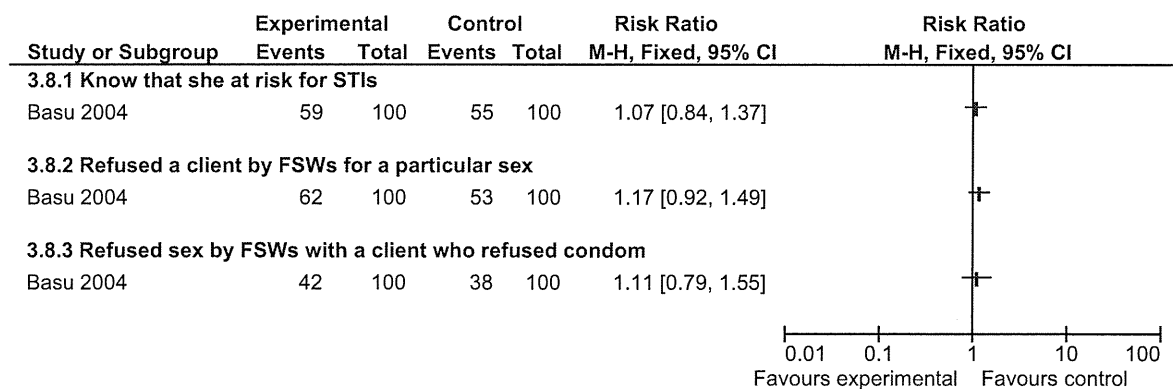 Experimental Control Risk Ratio Risk Ratio
Study or Subgroup Events Total Events Total M-H, Fixed, 95% CI M-H, Fixed, 95% CI
3.8.1 Know that she at risk for STIs
Basu 2004 59 100 55 100 1.07 [0.84, 1.37]
3.8.2 Refused a client by FSWs for a particular sex
Basu 2004 62 100 53 100 1.17 [0.92, 1.49]
3.8.3 Refused sex by FSWs with a client who refused condom
Basu 2004 42 100 38 100 1.11 [0.79, 1.55]
0.01 0.1 1 10 100
Favours experimental Favours control